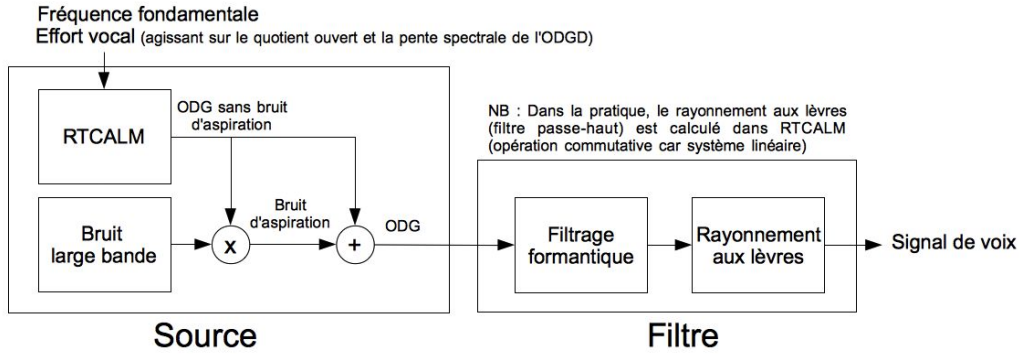 Fréquence fondamentale
Effort vocal (agissant sur le quotient ouvert et la pente spectrale de l'ODGD)
RTCALM
ODG sans bruit
d'aspiration
Bruit
large bande
x
Bruit
d'aspiration
+
ODG
Source
NB : Dans la pratique, le rayonnement aux lèvres
(filtre passe-haut) est calculé dans RTCALM
(opération commutative car système linéaire)
Filtrage
formantique
Rayonnement
aux lèvres
Signal de voix
Filtre